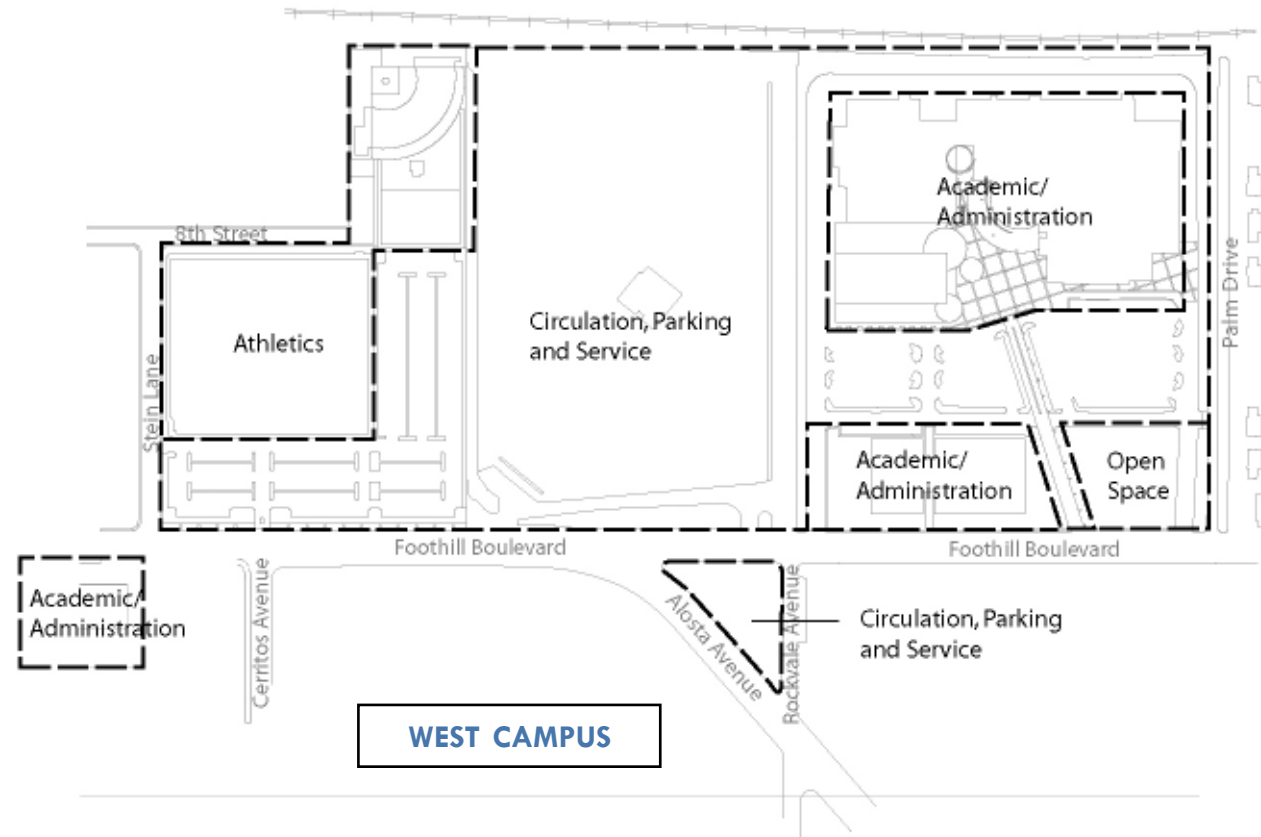 Academic/
Administration
8th Street
Palm Drive
Circulation, Parking
and Service
Athletics
Stein Lane
Academic/
Administration
Open
Space
Foothill Boulevard
Foothill Boulevard
Academic/
Administration
Cerritos Avenue
Alosta Avenue
Rockvale Avenue
Circulation, Parking
and Service
WEST CAMPUS